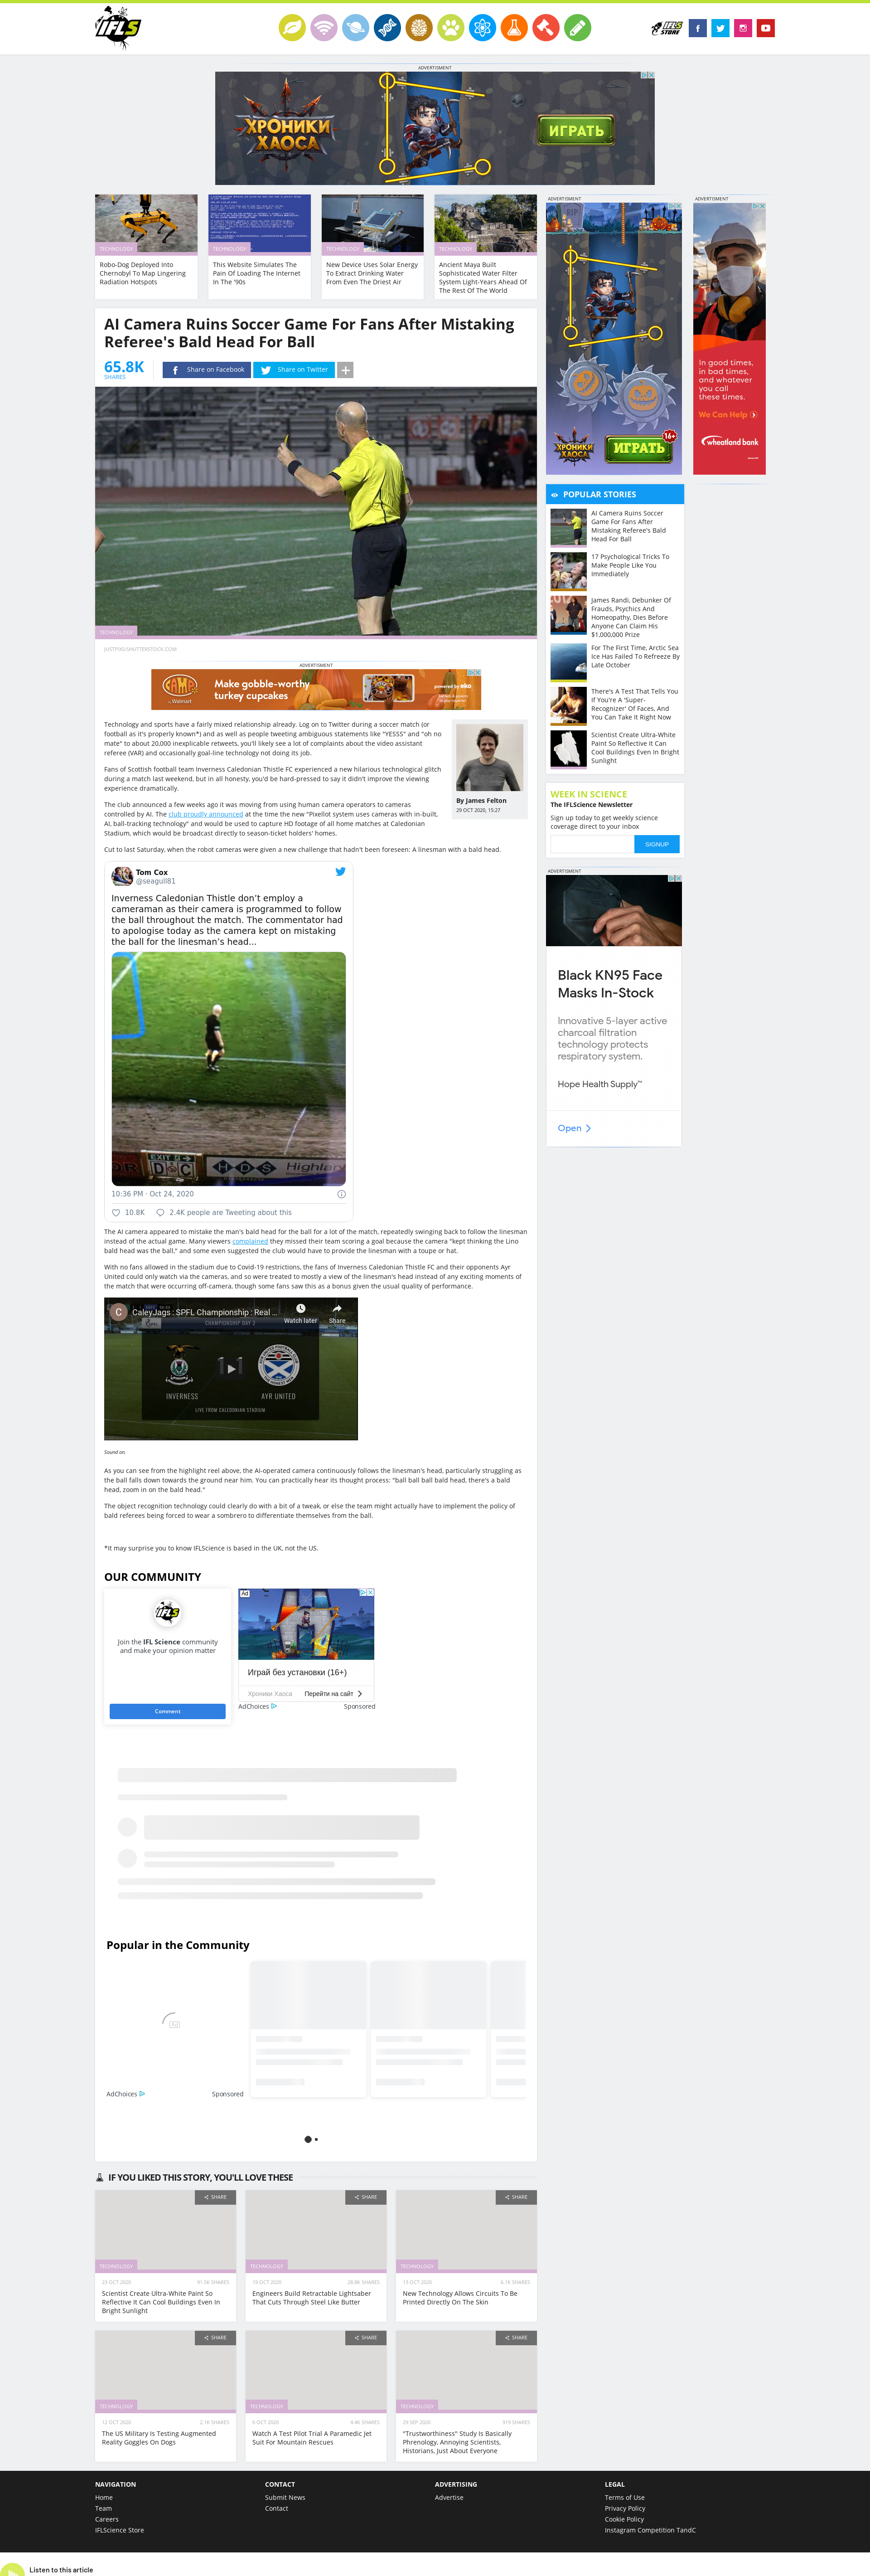 IFLS
IFLS STORE
ADVERTISMENT
ХРОНИКИ ХАОСА
ИГРАТЬ
TECHNOLOGY
Robo-Dog Deployed Into
Chernobyl To Map Lingering
Radiation Hotspots
TECHNOLOGY
This Website Simulates The
Pain Of Loading The Internet
In The '90s
TECHNOLOGY
New Device Uses Solar Energy
To Extract Drinking Water
From Even The Driest Air
TECHNOLOGY
Ancient Maya Built
Sophisticated Water Filter
System Light-Years Ahead Of
The Rest Of The World
AI Camera Ruins Soccer Game For Fans After Mistaking
Referee's Bald Head For Ball
65.8K
SHARES
Share on Facebook
Share on Twitter
TECHNOLOGY
JUSTPIXS/SHUTTERSTOCK.COM
ADVERTISMENT
CAMP by Walmart
Make gobble-worthy
turkey cupcakes
powered by eko
Technology and sports have a fairly mixed relationship already. Log on to Twitter during a soccer match (or
football as it's properly known*) and as well as people tweeting ambiguous statements like "YESSS" and "oh no
mate" to about 20,000 inexplicable retweets, you'll likely see a lot of complaints about the video assistant
referee (VAR) and occasionally goal-line technology not doing its job.
Fans of Scottish football team Inverness Caledonian Thistle FC experienced a new hilarious technological glitch
during a match last weekend, but in all honesty, you'd be hard-pressed to say it didn't improve the viewing
experience dramatically.
The club announced a few weeks ago it was moving from using human camera operators to cameras
controlled by AI. The club proudly announced at the time the new "Pixellot system uses cameras with in-built,
AI, ball-tracking technology" and would be used to capture HD footage of all home matches at Caledonian
Stadium, which would be broadcast directly to season-ticket holders' homes.
By James Felton
29 OCT 2020, 15:27
Cut to last Saturday, when the robot cameras were given a new challenge that hadn't been foreseen: A linesman with a bald head.
Tom Cox
@seagull81
Inverness Caledonian Thistle don't employ a
cameraman as their camera is programmed to follow
the ball throughout the match. The commentator had
to apologise today as the camera kept on mistaking
the ball for the linesman's head...
EXIT
HDS
Highland
10:36 PM · Oct 24, 2020
10.8K
2.4K people are Tweeting about this
The AI camera appeared to mistake the man's bald head for the ball for a lot of the match, repeatedly swinging back to follow the linesman
instead of the actual game. Many viewers complained they missed their team scoring a goal because the camera "kept thinking the Lino
bald head was the ball," and some even suggested the club would have to provide the linesman with a toupe or hat.
With no fans allowed in the stadium due to Covid-19 restrictions, the fans of Inverness Caledonian Thistle FC and their opponents Ayr
United could only watch via the cameras, and so were treated to mostly a view of the linesman's head instead of any exciting moments of
the match that were occurring off-camera, though some fans saw this as a bonus given the usual quality of performance.
C
CaleyJags : SPFL Championship : Real ...
Watch later
Share
CHAMPIONSHIP DAY 2
INVERNESS
AYR UNITED
LIVE FROM CALEDONIAN STADIUM
Sound on.
As you can see from the highlight reel above, the AI-operated camera continuously follows the linesman's head, particularly struggling as
the ball falls down towards the ground near him. You can practically hear its thought process: "ball ball ball bald head, there's a bald
head, zoom in on the bald head."
The object recognition technology could clearly do with a bit of a tweak, or else the team might actually have to implement the policy of
bald referees being forced to wear a sombrero to differentiate themselves from the ball.
*It may surprise you to know IFLScience is based in the UK, not the US.
OUR COMMUNITY
Join the IFL Science community
and make your opinion matter
Comment
Ad
Играй без установки (16+)
Хроники Хаоса
Перейти на сайт
AdChoices
Sponsored
Popular in the Community
Ad
AdChoices
Sponsored
IF YOU LIKED THIS STORY, YOU'LL LOVE THESE
SHARE
TECHNOLOGY
23 OCT 2020
91.5K SHARES
Scientist Create Ultra-White Paint So
Reflective It Can Cool Buildings Even In
Bright Sunlight
SHARE
TECHNOLOGY
19 OCT 2020
28.8K SHARES
Engineers Build Retractable Lightsaber
That Cuts Through Steel Like Butter
SHARE
TECHNOLOGY
13 OCT 2020
6.1K SHARES
New Technology Allows Circuits To Be
Printed Directly On The Skin
SHARE
TECHNOLOGY
12 OCT 2020
2.1K SHARES
The US Military Is Testing Augmented
Reality Goggles On Dogs
SHARE
TECHNOLOGY
6 OCT 2020
4.4K SHARES
Watch A Test Pilot Trial A Paramedic Jet
Suit For Mountain Rescues
SHARE
TECHNOLOGY
29 SEP 2020
919 SHARES
"Trustworthiness" Study Is Basically
Phrenology, Annoying Scientists,
Historians, Just About Everyone
ADVERTISMENT
ХРОНИКИ ХАОСА
ИГРАТЬ
16+
ADVERTISMENT
In good times,
in bad times,
and whatever
you call
these times.
We Can Help
wheatland bank
POPULAR STORIES
AI Camera Ruins Soccer
Game For Fans After
Mistaking Referee's Bald
Head For Ball
17 Psychological Tricks To
Make People Like You
Immediately
James Randi, Debunker Of
Frauds, Psychics And
Homeopathy, Dies Before
Anyone Can Claim His
$1,000,000 Prize
For The First Time, Arctic Sea
Ice Has Failed To Refreeze By
Late October
There's A Test That Tells You
If You're A 'Super-
Recognizer' Of Faces, And
You Can Take It Right Now
Scientist Create Ultra-White
Paint So Reflective It Can
Cool Buildings Even In Bright
Sunlight
WEEK IN SCIENCE
The IFLScience Newsletter
Sign up today to get weekly science
coverage direct to your inbox
SIGNUP
ADVERTISMENT
Black KN95 Face
Masks In-Stock
Innovative 5-layer active
charcoal filtration
technology protects
respiratory system.
Hope Health Supply™
Open
NAVIGATION
Home
Team
Careers
IFLScience Store
CONTACT
Submit News
Contact
ADVERTISING
Advertise
LEGAL
Terms of Use
Privacy Policy
Cookie Policy
Instagram Competition TandC
Listen to this article